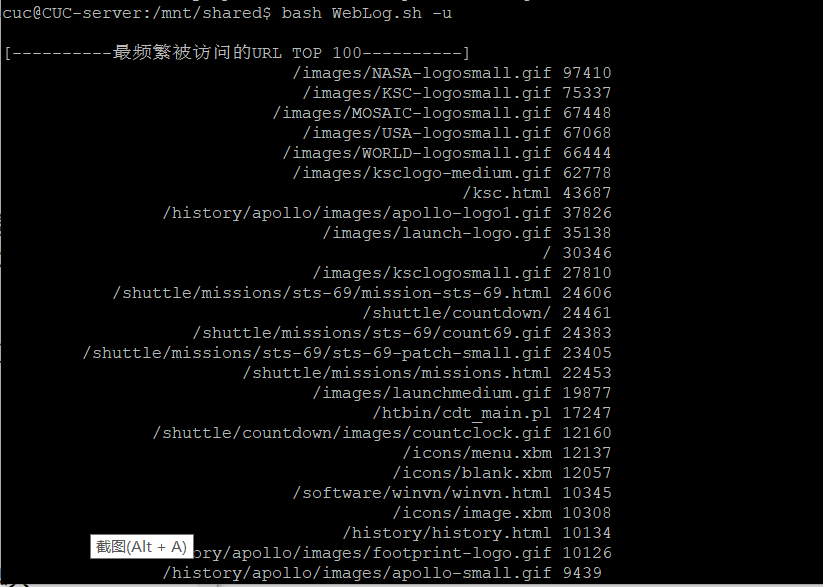 cuc@CUC-server:/mnt/shared$ bash WebLog.sh -u
[----------最频繁被访问的URL TOP 100----------]
/images/NASA-logosmall.gif 97410
/images/KSC-logosmall.gif 75337
/images/MOSAIC-logosmall.gif 67448
/images/USA-logosmall.gif 67068
/images/WORLD-logosmall.gif 66444
/images/ksclogo-medium.gif 62778
/ksc.html 43687
/history/apollo/images/apollo-logo1.gif 37826
/images/launch-logo.gif 35138
/ 30346
/images/ksclogosmall.gif 27810
/shuttle/missions/sts-69/mission-sts-69.html 24606
/shuttle/countdown/ 24461
/shuttle/missions/sts-69/count69.gif 24383
/shuttle/missions/sts-69/sts-69-patch-small.gif 23405
/shuttle/missions/missions.html 22453
/images/launchmedium.gif 19877
/htbin/cdt_main.pl 17247
/shuttle/countdown/images/countclock.gif 12160
/icons/menu.xbm 12137
/icons/blank.xbm 12057
/software/winvn/winvn.html 10345
/icons/image.xbm 10308
/history/history.html 10134
截图(Alt + A)
ory/apollo/images/footprint-logo.gif 10126
/history/apollo/images/apollo-small.gif 9439